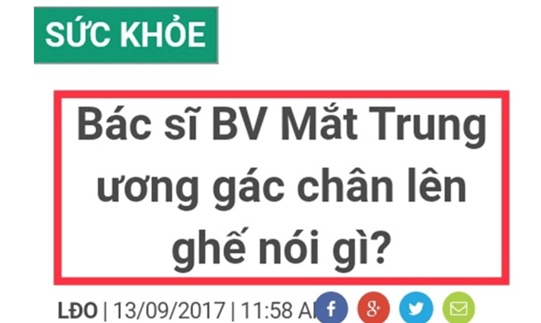 SỨC KHỎE
Bác sĩ BV Mắt Trung
ương gác chân lên
ghế nói gì?
LĐO | 13/09/2017 | 11:58